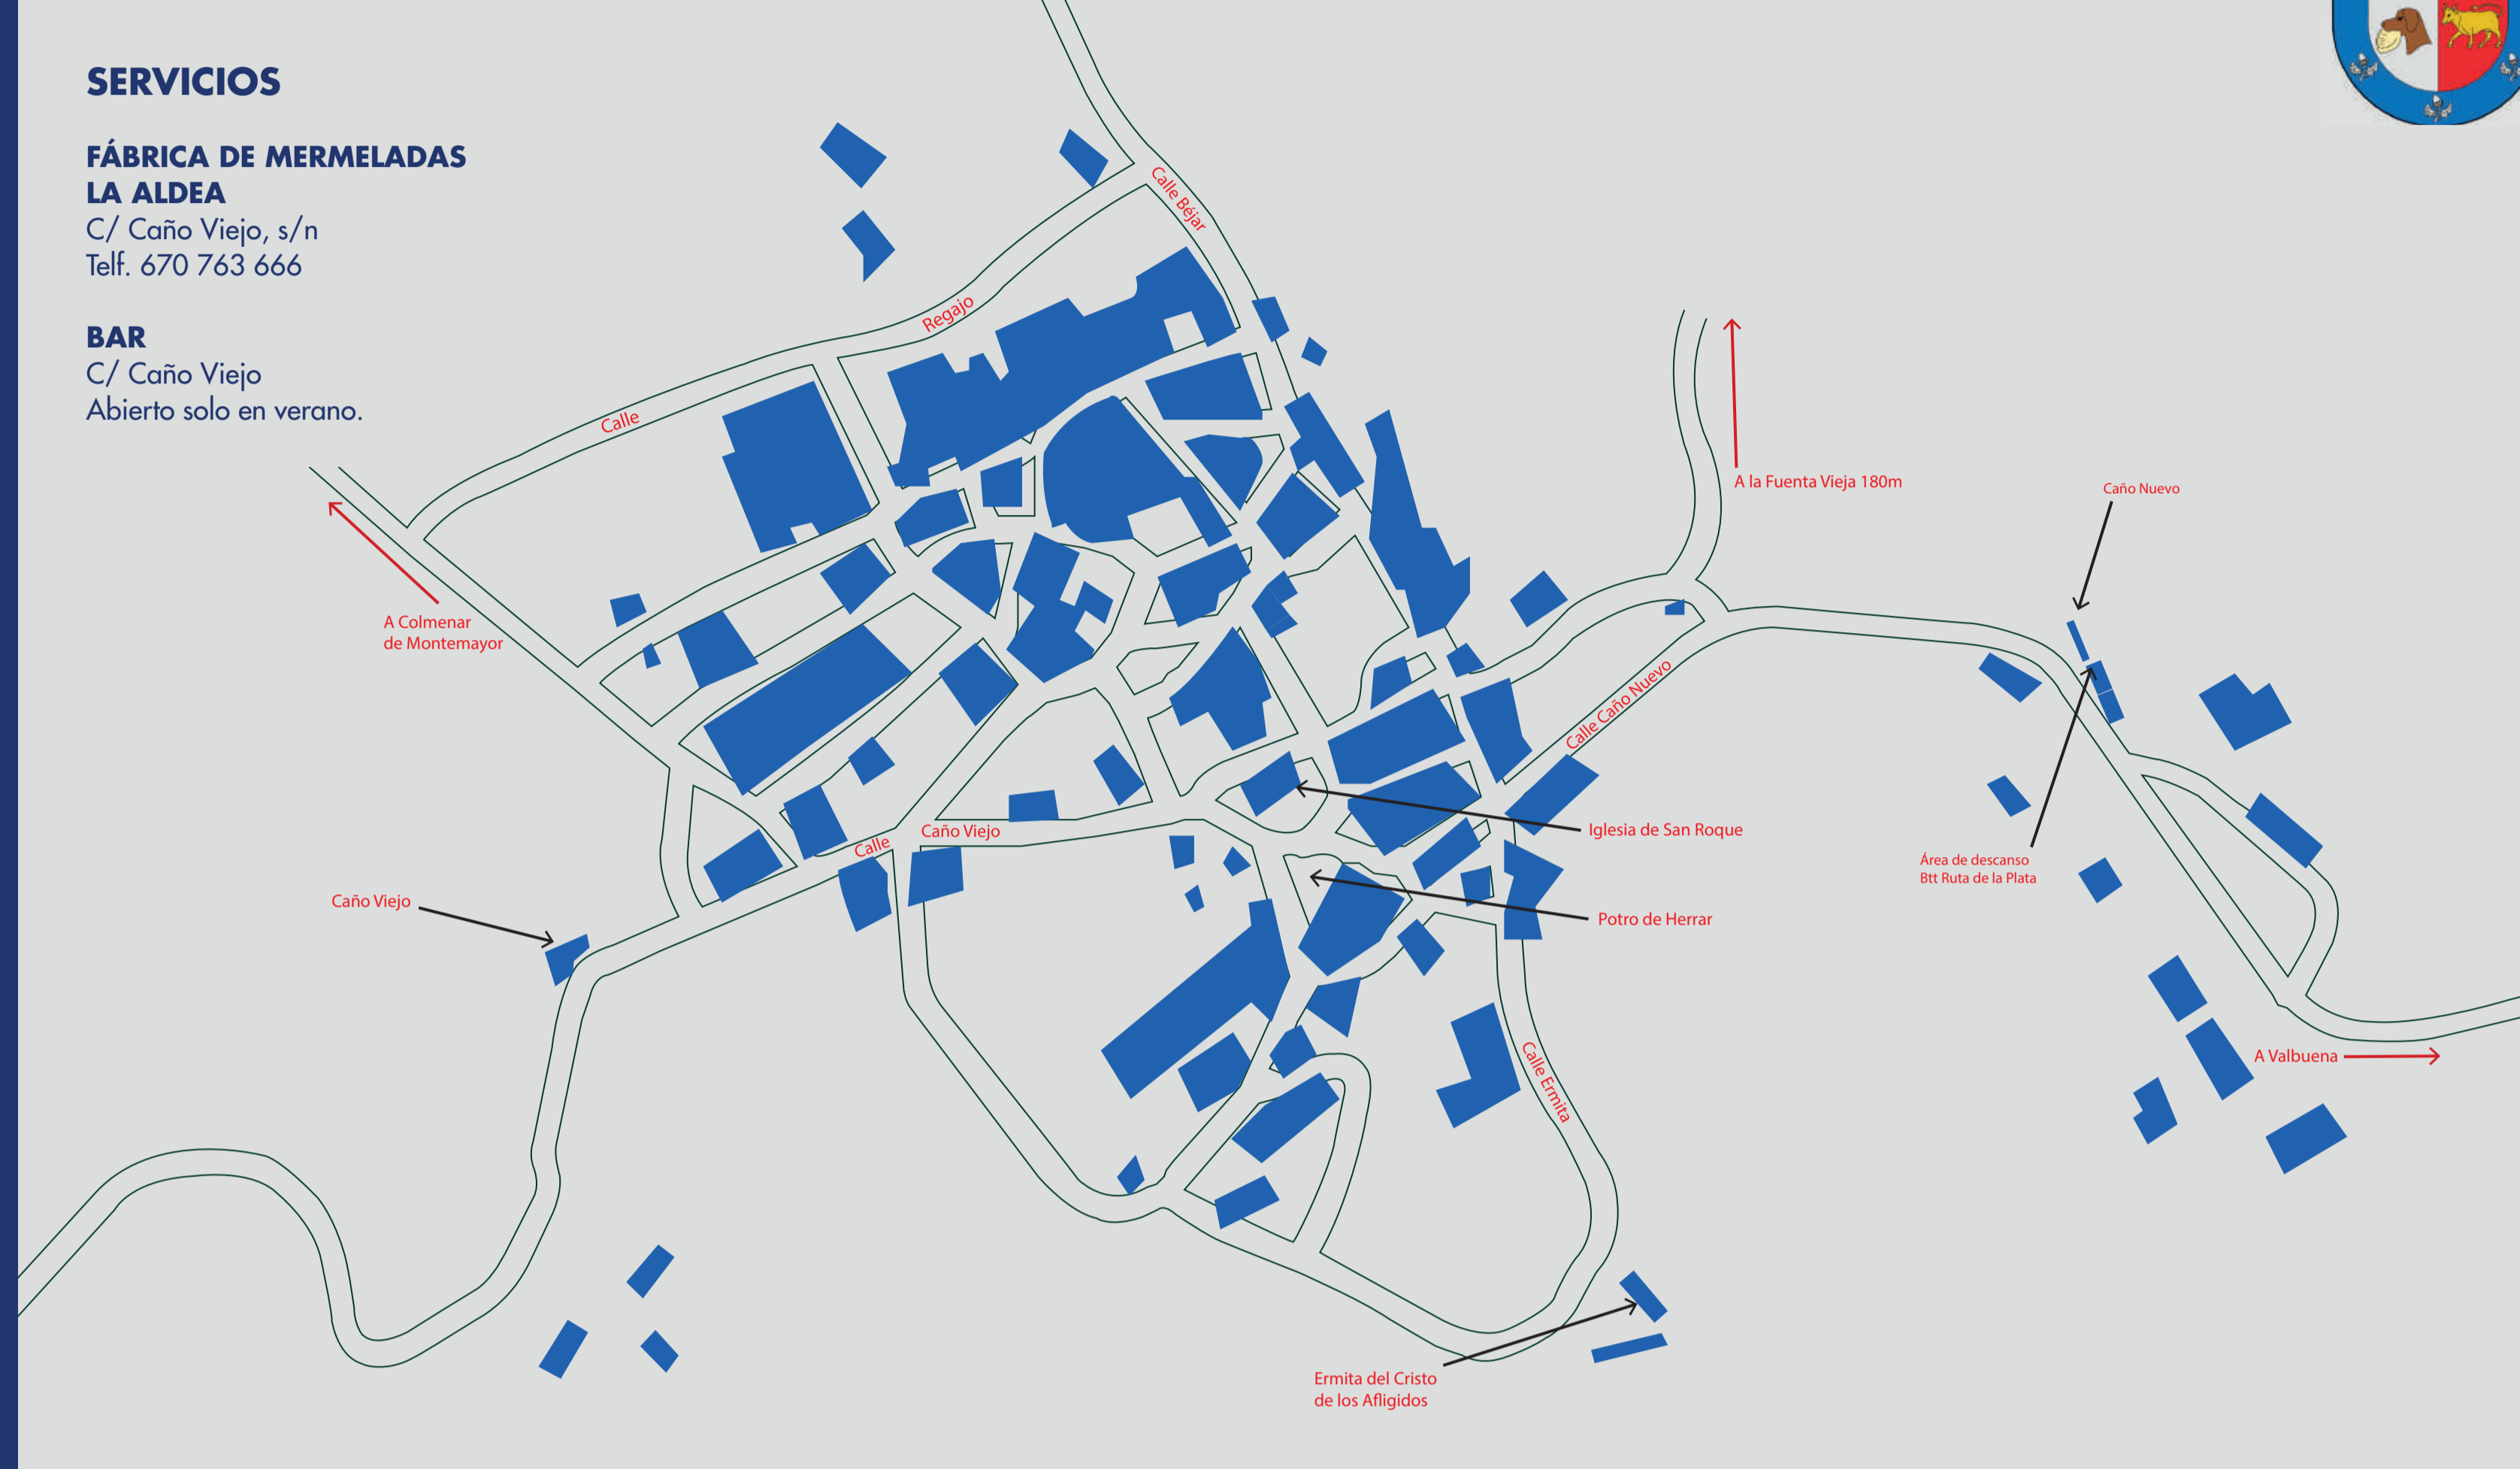 SERVICIOS
FÁBRICA DE MERMELADAS
LA ALDEA
C/ Caño Viejo, s/n
Telf. 670 763 666
BAR
C/ Caño Viejo
Abierto solo en verano.
Calle Béjar
Regajo
Calle
A la Fuenta Vieja 180m
Caño Nuevo
A Colmenar
de Montemayor
Calle Caño Nuevo
Caño Viejo
Calle
Iglesia de San Roque
Área de descanso
Btt Ruta de la Plata
Caño Viejo
Potro de Herrar
Calle Ermita
A Valbuena
Ermita del Cristo
de los Afligidos